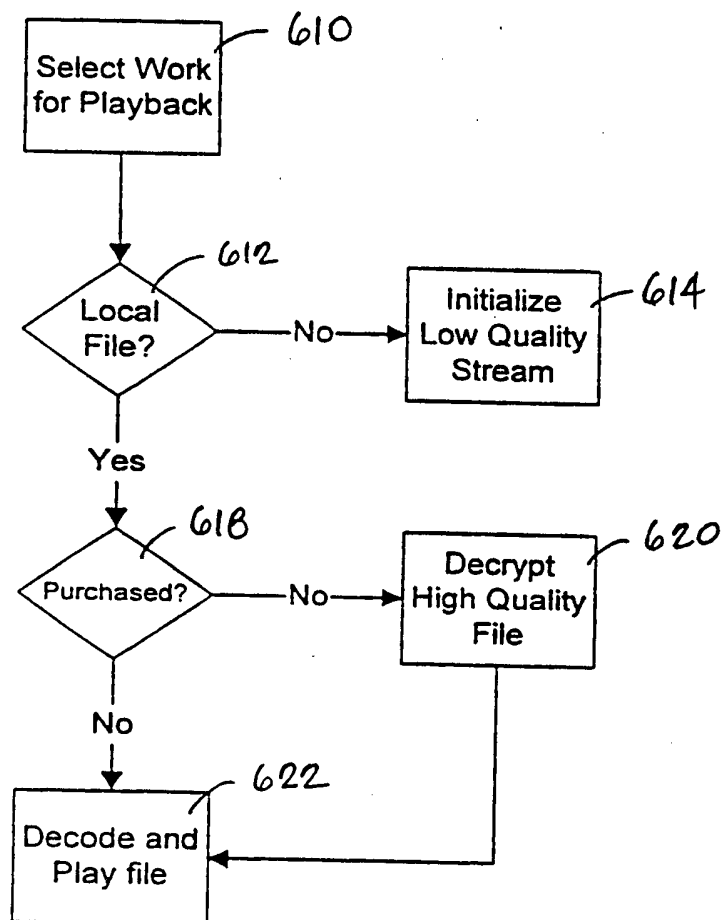 610
Select Work
for Playback
612
Local
File?
No
Initialize
Low Quality
Stream
614
Yes
618
Purchased?
No
Decrypt
High Quality
File
620
No
622
Decode and
Play file